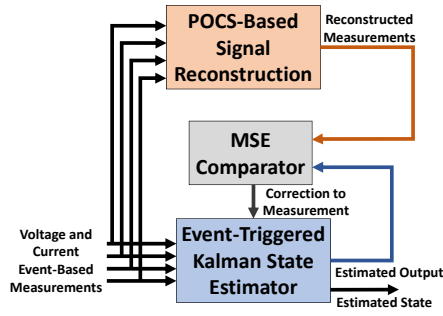 POCS-Based
Signal
Reconstruction
Reconstructed
Measurements
MSE
Comparator
Correction to
Measurement
Voltage and
Current
Event-Based
Measurements
Event-Triggered
Kalman State
Estimator
Estimated Output
Estimated State